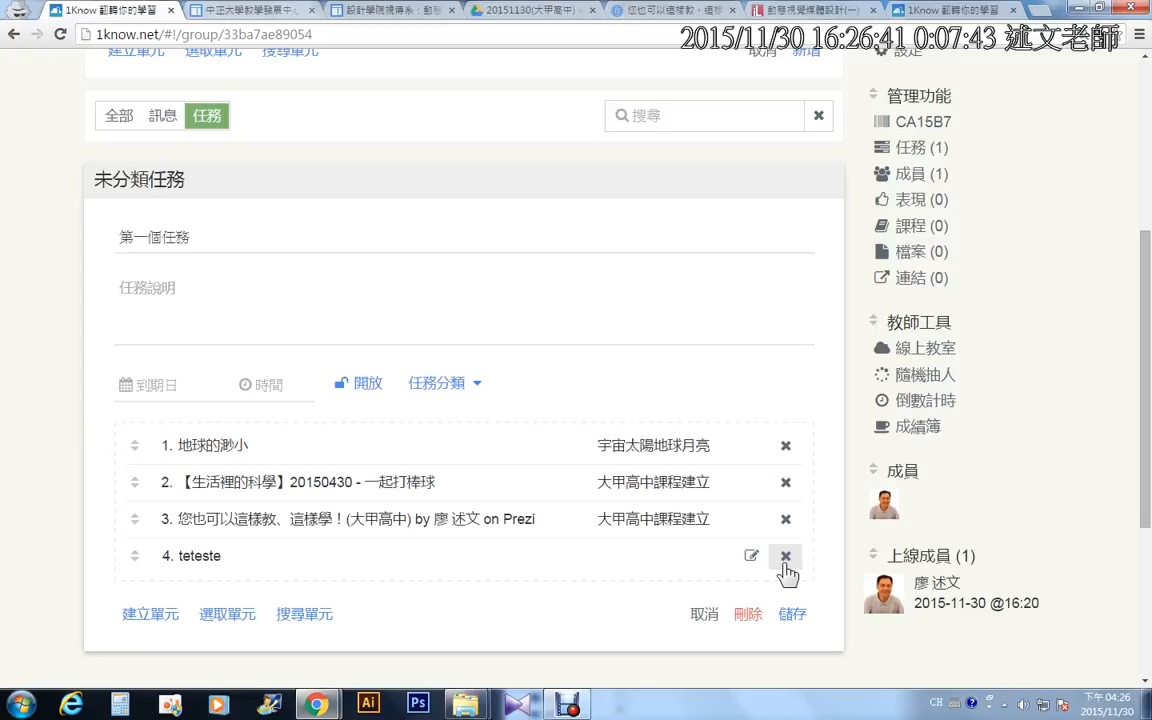 1Know 翻轉你的學習
中正大學教學發展中心
設計學院視傳系：動態
20151130(大甲高中) -
您也可以這樣教、這樣
動態視覺媒體設計(一)
1Know 翻轉你的學習
1know.net/#!/group/33ba7ae89054
2015/11/30 16:26:41 0:07:43 述文老師
建立單元 選取單元 搜尋單元 取消 新增
設定
全部 訊息 任務
搜尋
未分類任務
第一個任務
任務說明
到期日 時間 開放 任務分類
1. 地球的渺小 宇宙太陽地球月亮
2. 【生活裡的科學】20150430 - 一起打棒球 大甲高中課程建立
3. 您也可以這樣教、這樣學！(大甲高中) by 廖 述文 on Prezi 大甲高中課程建立
4. teteste
建立單元 選取單元 搜尋單元 取消 刪除 儲存
管理功能
CA15B7
任務 (1)
成員 (1)
表現 (0)
課程 (0)
檔案 (0)
連結 (0)
教師工具
線上教室
隨機抽人
倒數計時
成績簿
成員
上線成員 (1)
廖 述文
2015-11-30 @16:20
Ai
Ps
CH
下午 04:26
2015/11/30